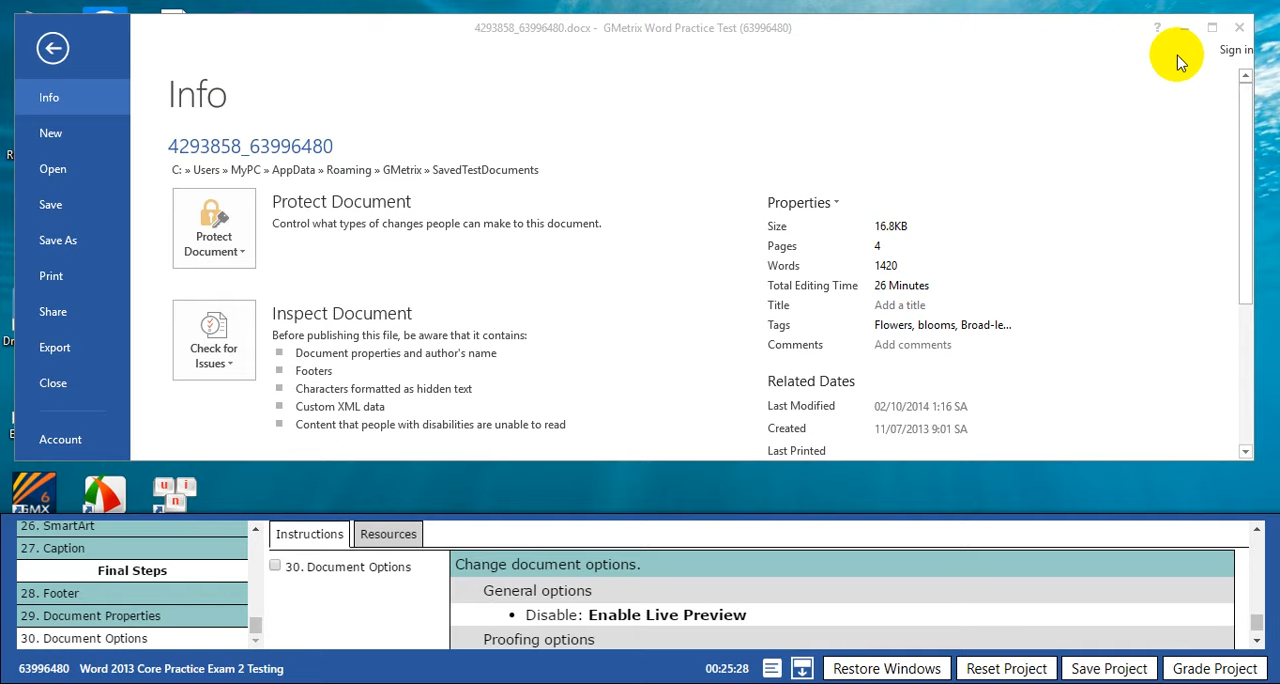 4293858_63996480.docx - GMetrix Word Practice Test (63996480)
?
Sign in
Info
New
Open
Save
Save As
Print
Share
Export
Close
Account
Info
4293858_63996480
C: » Users » MyPC » AppData » Roaming » GMetrix » SavedTestDocuments
Protect Document
Protect Document
Control what types of changes people can make to this document.
Check for Issues
Inspect Document
Before publishing this file, be aware that it contains:
Document properties and author's name
Footers
Characters formatted as hidden text
Custom XML data
Content that people with disabilities are unable to read
Properties
Size 16.8KB
Pages 4
Words 1420
Total Editing Time 26 Minutes
Title Add a title
Tags Flowers, blooms, Broad-le...
Comments Add comments
Related Dates
Last Modified 02/10/2014 1:16 SA
Created 11/07/2013 9:01 SA
Last Printed
GMX 6
u i n
26. SmartArt
27. Caption
Final Steps
28. Footer
29. Document Properties
30. Document Options
Instructions Resources
30. Document Options
Change document options.
General options
• Disable: Enable Live Preview
Proofing options
63996480 Word 2013 Core Practice Exam 2 Testing
00:25:28
Restore Windows
Reset Project
Save Project
Grade Project